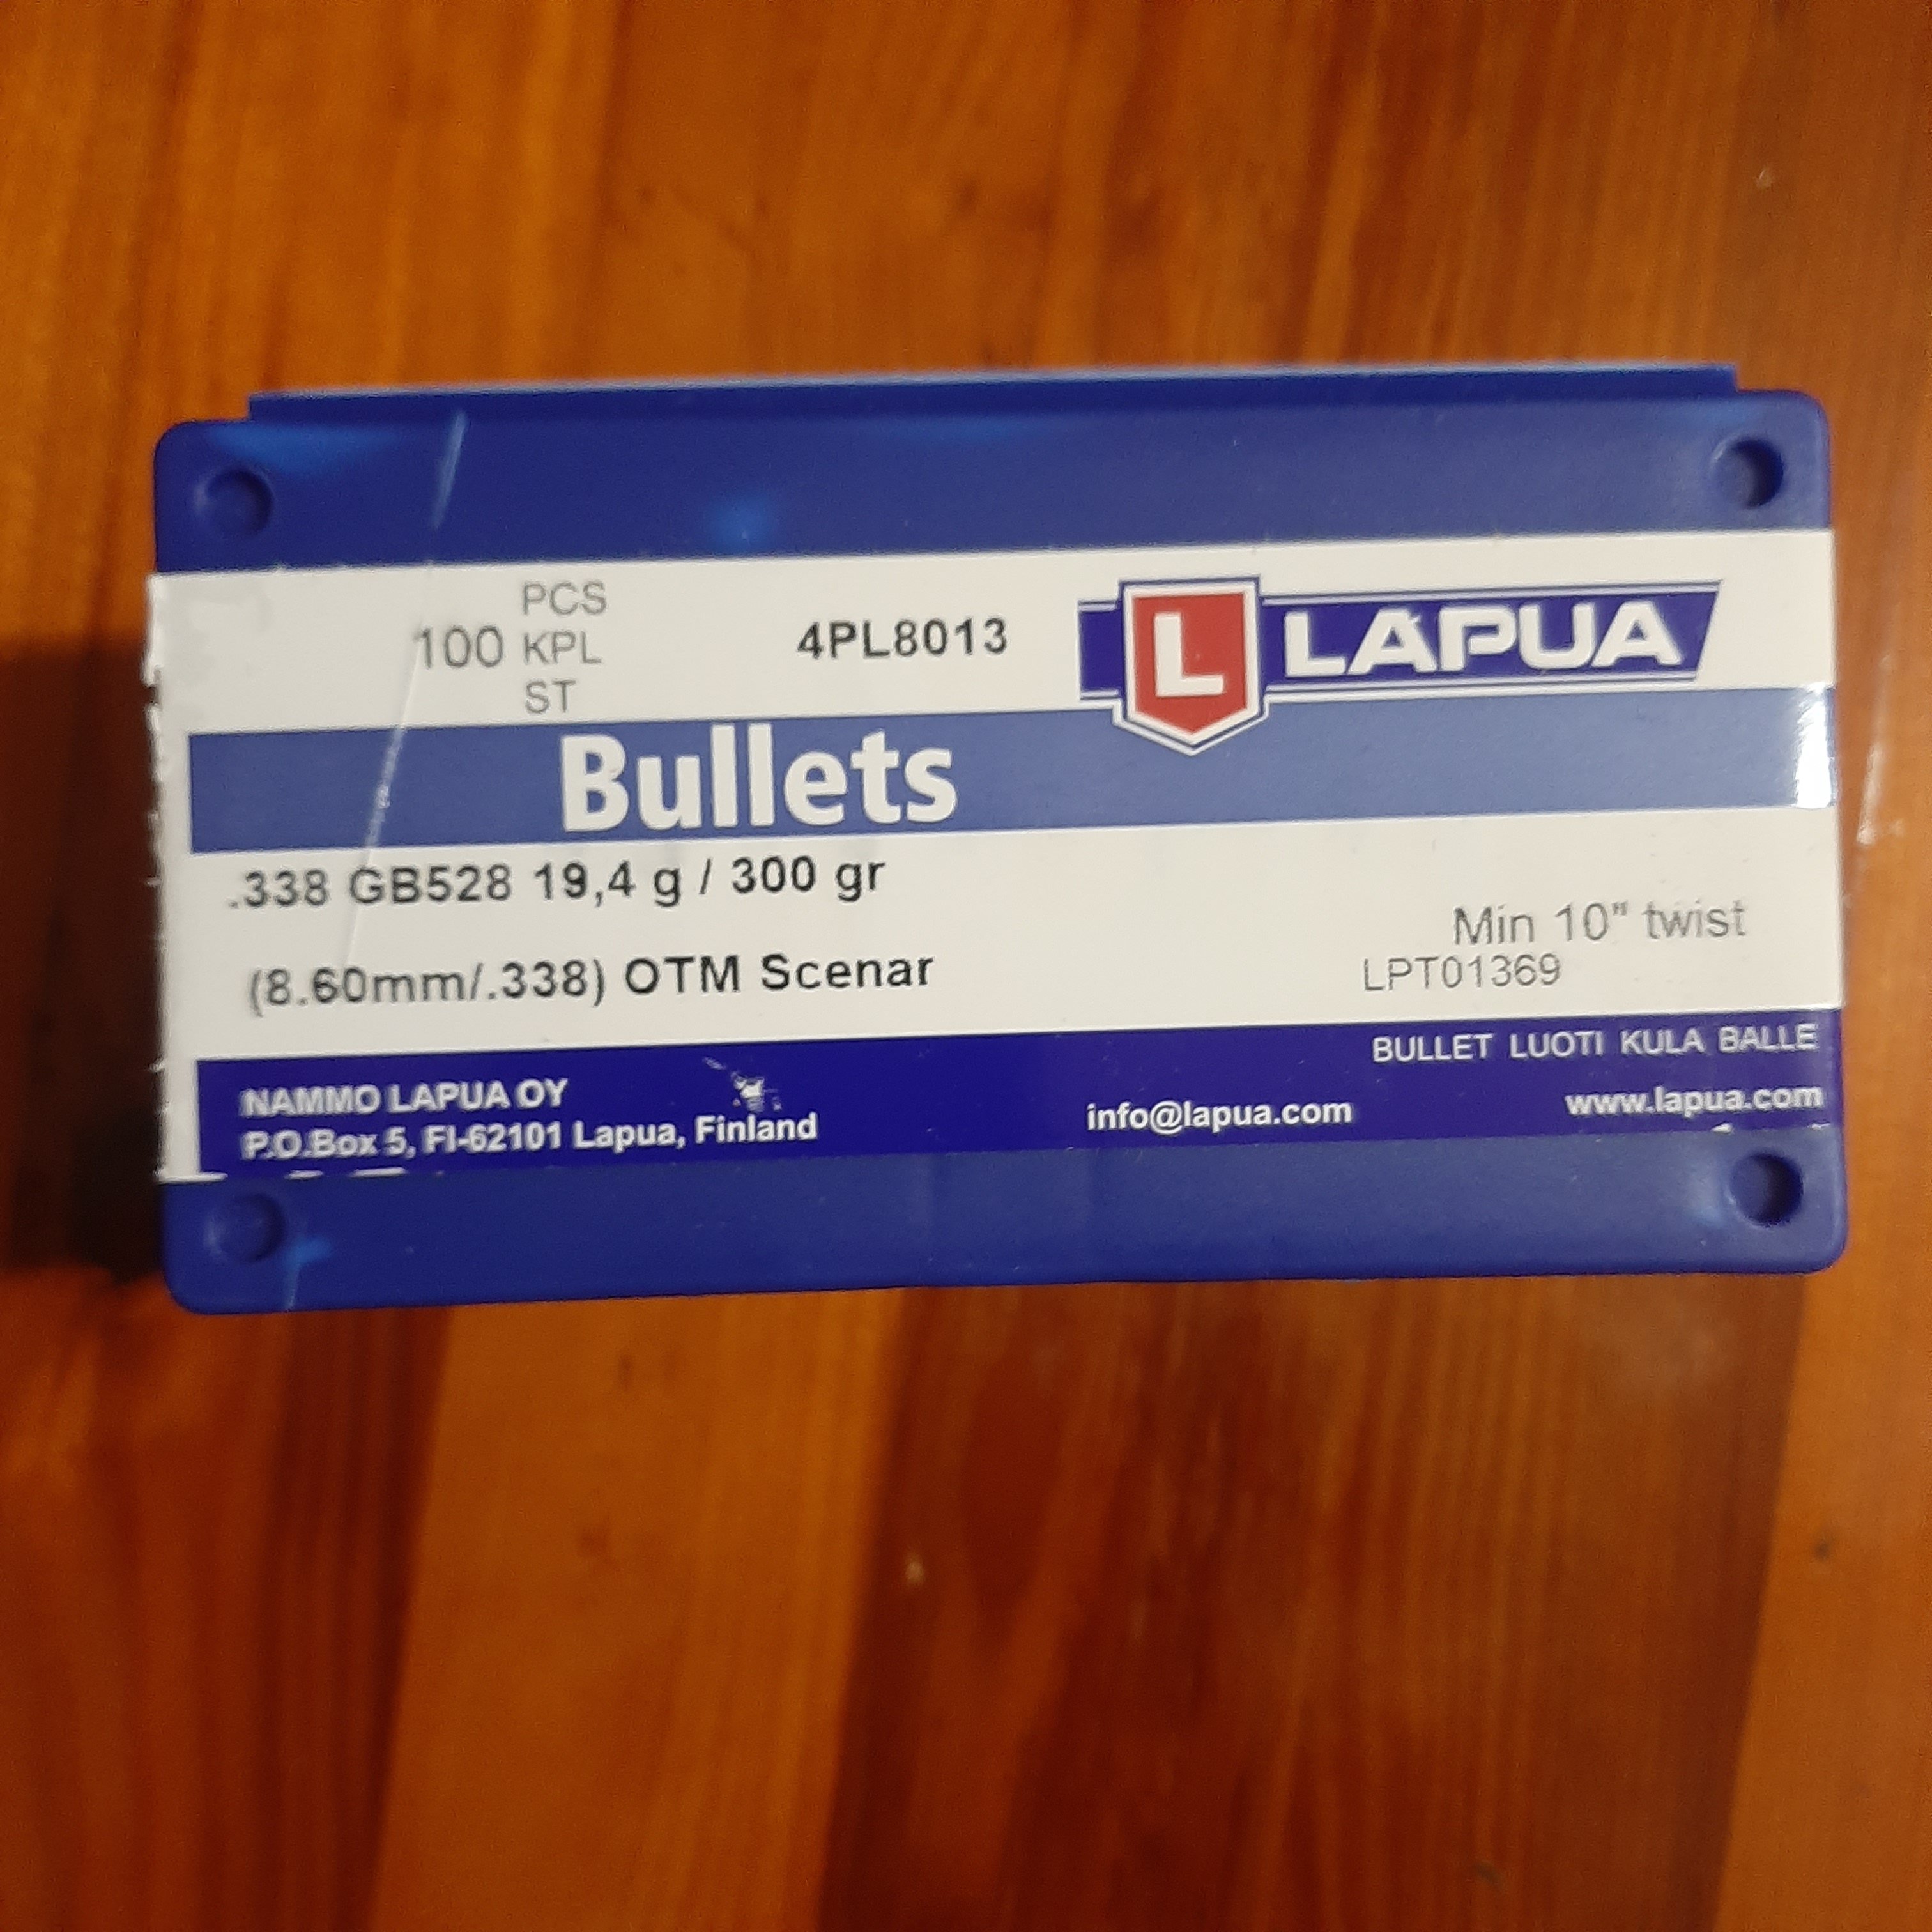 PCS
100 KPL
ST
4PL8013
L LAPUA
Bullets
.338 GB528 19,4 g / 300 gr
(8.60mm/.338) OTM Scenar
Min 10" twist
LPT01369
BULLET LUOTI KULA BALLE
NAMMO LAPUA OY
P.O.Box 5, FI-62101 Lapua, Finland
info@lapua.com
www.lapua.com